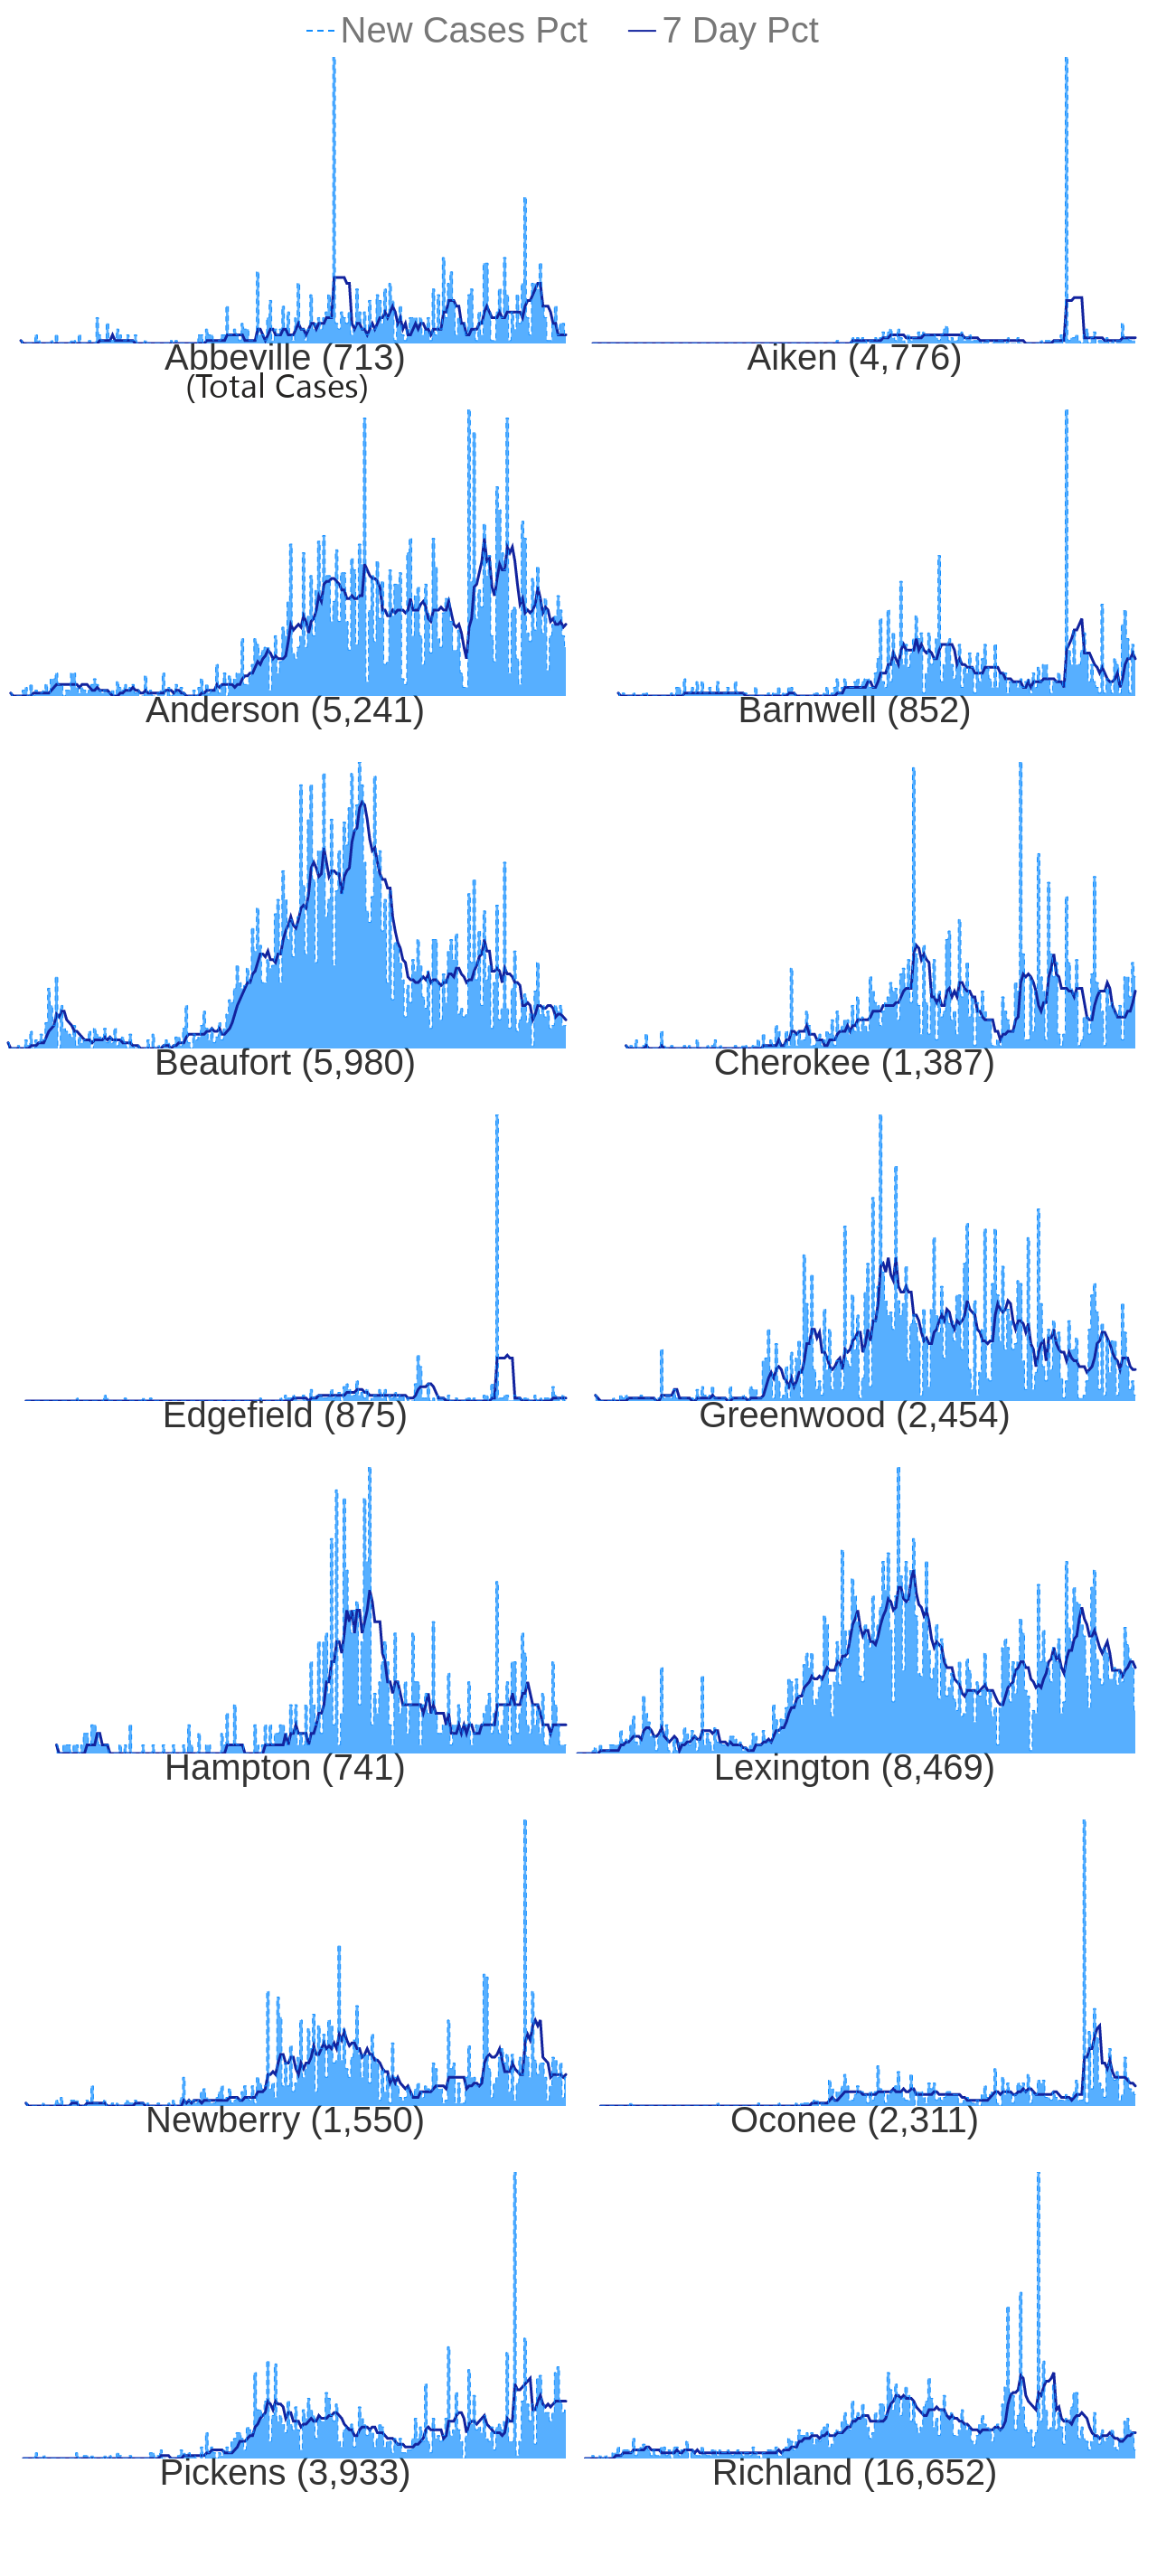 New Cases Pct 7 Day Pct
Abbeville (713) Aiken (4,776)
(Total Cases)
Anderson (5,241) Barnwell (852)
Beaufort (5,980) Cherokee (1,387)
Edgefield (875) Greenwood (2,454)
Hampton (741) Lexington (8,469)
Newberry (1,550) Oconee (2,311)
Pickens (3,933) Richland (16,652)